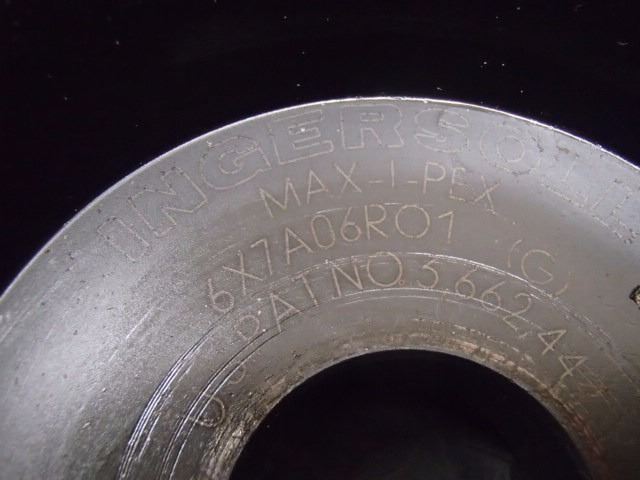 INGERSOLL
MAX-I-PEX
6X7A06R01 (G)
U.S. PAT NO. 3,662,444